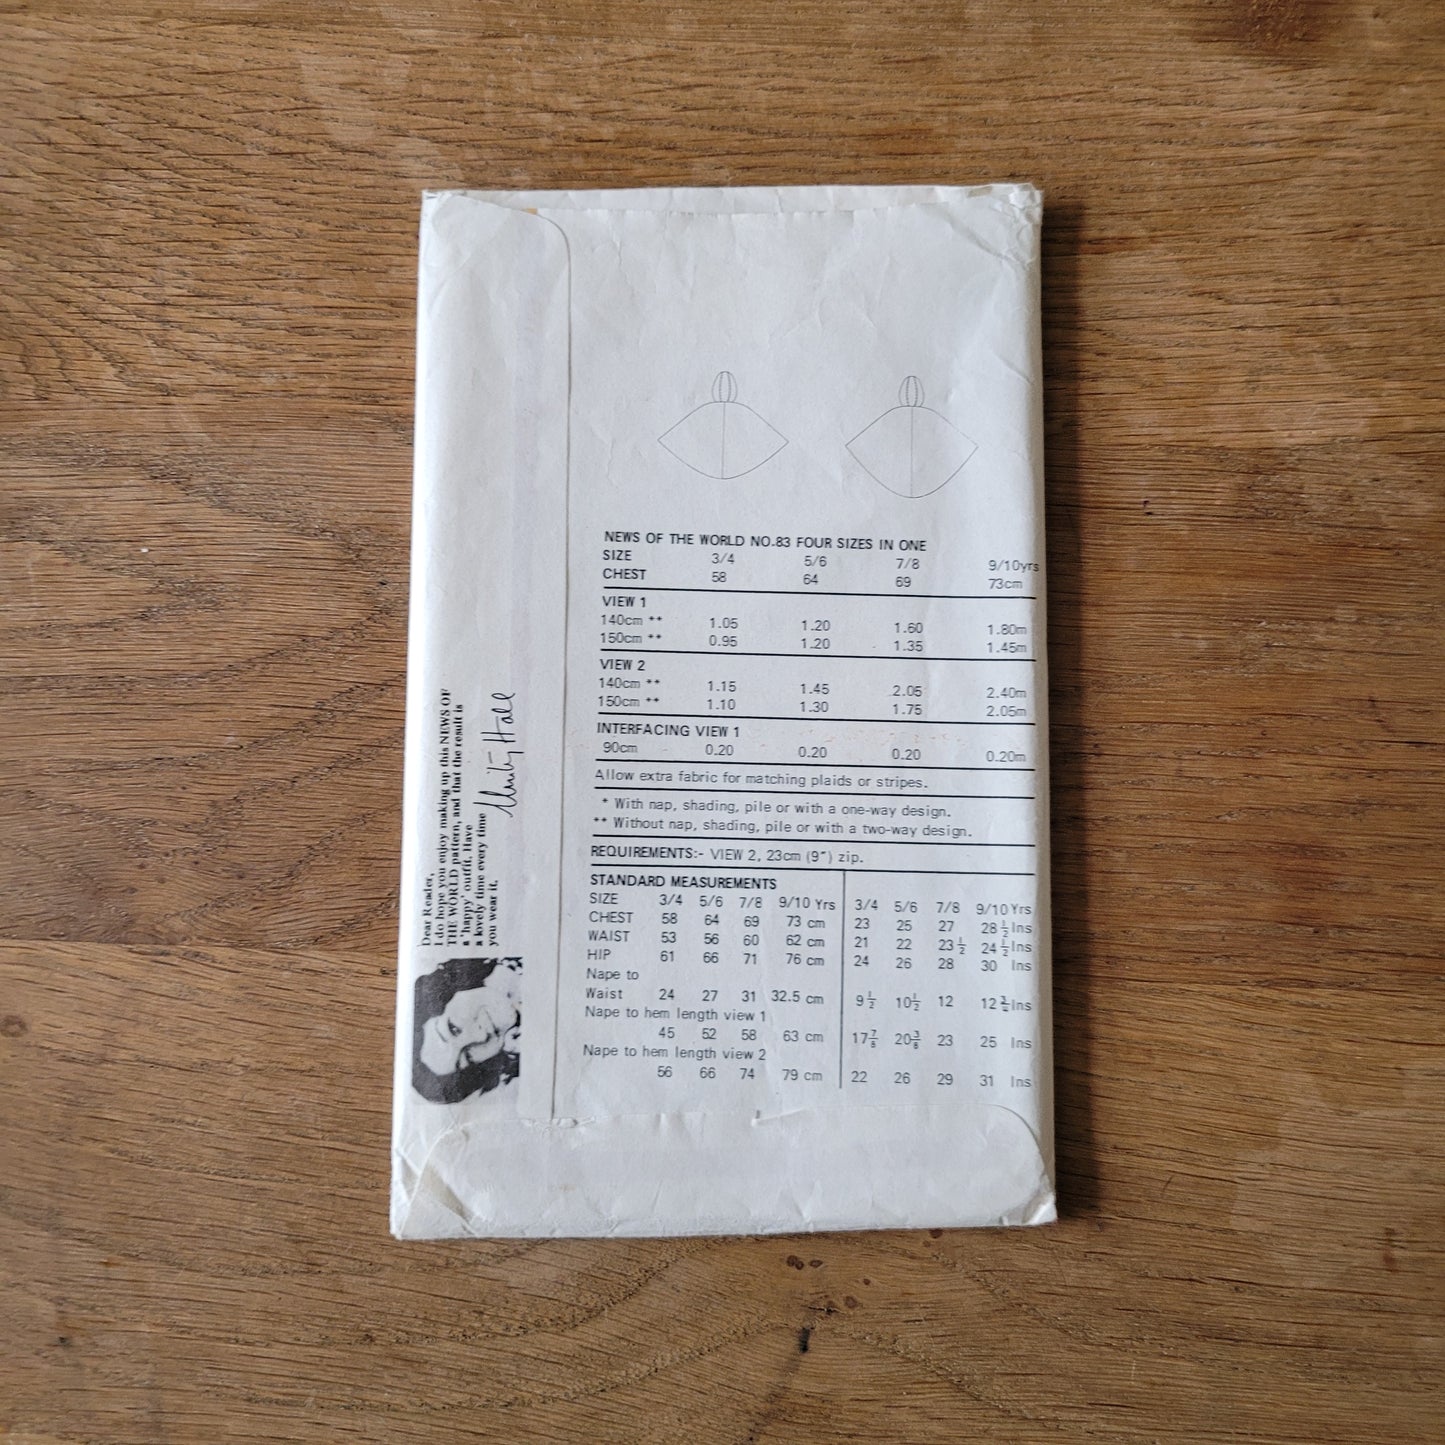 NEWS OF THE WORLD NO.83 FOUR SIZES IN ONE
SIZE 3/4 5/6 7/8 9/10yrs
CHEST 58 64 69 73cm
VIEW 1
140cm ** 1.05 1.20 1.60 1.80m
150cm ** 0.95 1.20 1.35 1.45m
VIEW 2
140cm ** 1.15 1.45 2.05 2.40m
150cm ** 1.10 1.30 1.75 2.05m
INTERFACING VIEW 1
90cm 0.20 0.20 0.20 0.20m
Allow extra fabric for matching plaids or stripes.
* With nap, shading, pile or with a one-way design.
** Without nap, shading, pile or with a two-way design.
REQUIREMENTS:- VIEW 2, 23cm (9") zip.
STANDARD MEASUREMENTS
SIZE 3/4 5/6 7/8 9/10 Yrs 3/4 5/6 7/8 9/10 Yrs
CHEST 58 64 69 73 cm 23 25 27 28½ Ins
WAIST 53 56 60 62 cm 21 22 23½ 24½ Ins
HIP 61 66 71 76 cm 24 26 28 30 Ins
Nape to
Waist 24 27 31 32.5 cm 9½ 10½ 12 12¾ Ins
Nape to hem length view 1
45 52 58 63 cm 17⅞ 20⅜ 23 25 Ins
Nape to hem length view 2
56 66 74 79 cm 22 26 29 31 Ins
Dear Reader,
I do hope you enjoy making up this NEWS OF
THE WORLD pattern, and that the result is
a 'happy' outfit. Have
a lovely time every time
you wear it.
Unity Hall